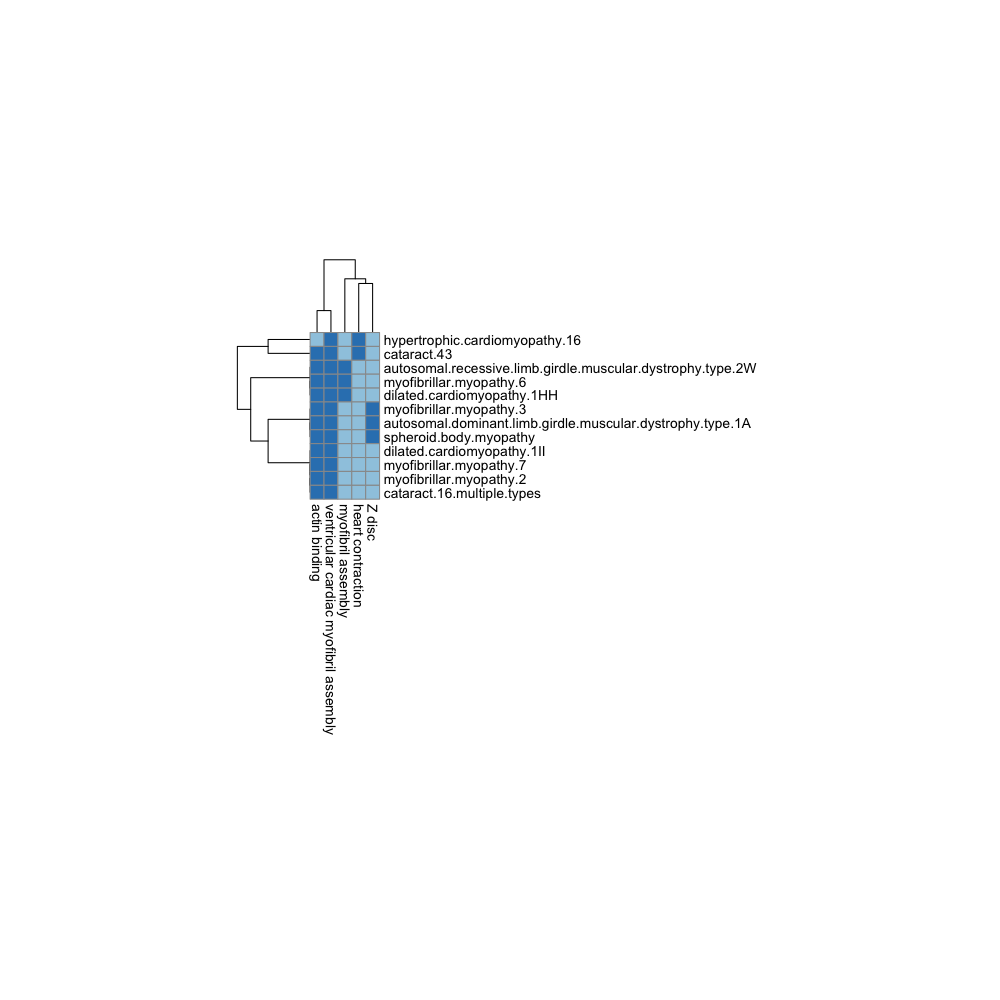 hypertrophic.cardiomyopathy.16
cataract.43
autosomal.recessive.limb.girdle.muscular.dystrophy.type.2W
myofibrillar.myopathy.6
dilated.cardiomyopathy.1HH
myofibrillar.myopathy.3
autosomal.dominant.limb.girdle.muscular.dystrophy.type.1A
spheroid.body.myopathy
dilated.cardiomyopathy.1II
myofibrillar.myopathy.7
myofibrillar.myopathy.2
cataract.16.multiple.types
actin binding
ventricular cardiac myofibril assembly
myofibril assembly
heart contraction
Z disc